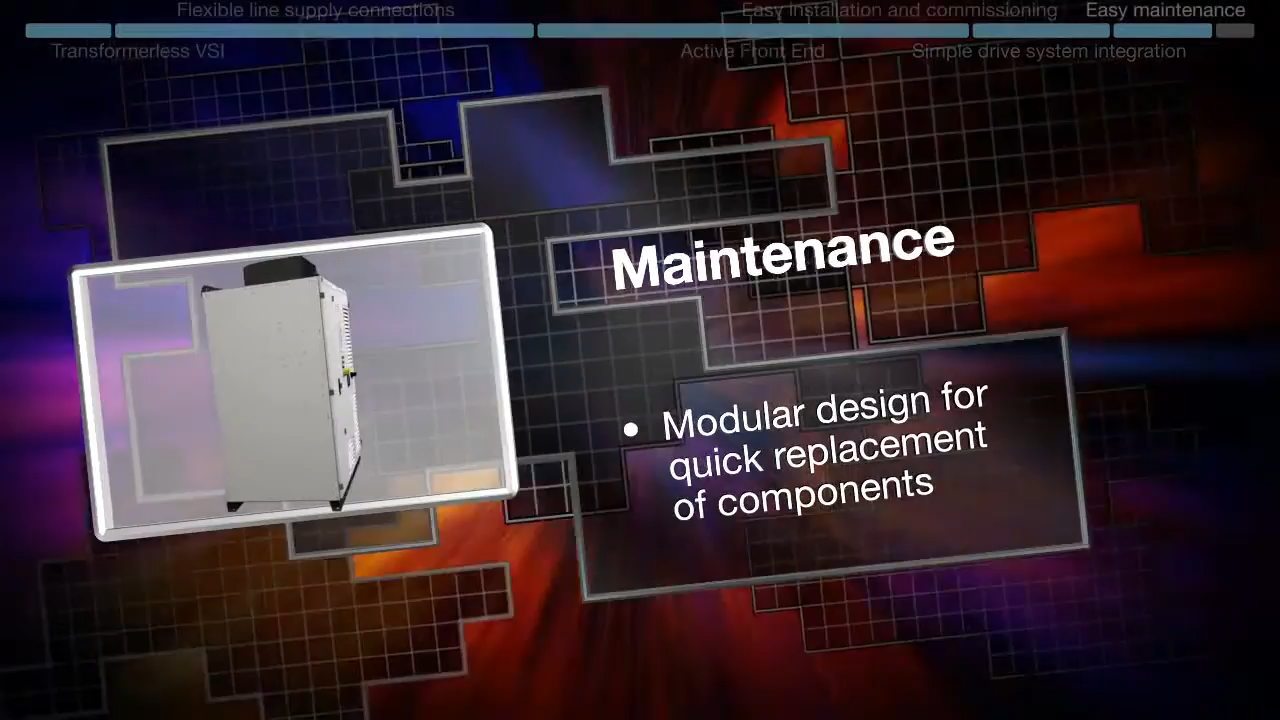 Flexible line supply connections
Easy installation and commissioning
Easy maintenance
Transformerless VSI
Active Front End
Simple drive system integration
Maintenance
• Modular design for
quick replacement
of components